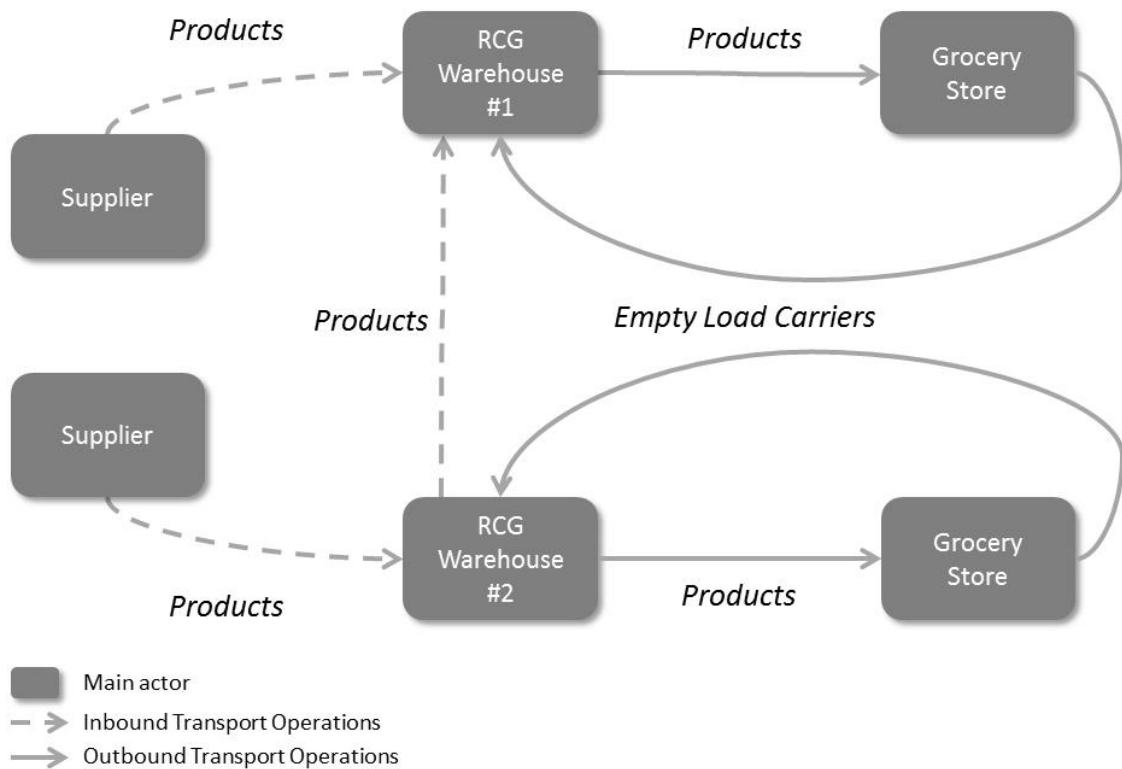 Products
RCG
Warehouse
#1
Products
Grocery
Store
Supplier
Products
Empty Load Carriers
Supplier
RCG
Warehouse
#2
Grocery
Store
Products
Products
Main actor
Inbound Transport Operations
Outbound Transport Operations